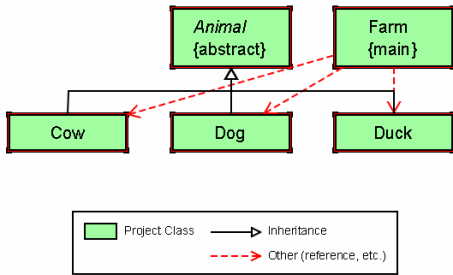 Animal
{abstract}
Farm
{main}
Cow
Dog
Duck
Project Class
Inheritance
Other (reference, etc.)